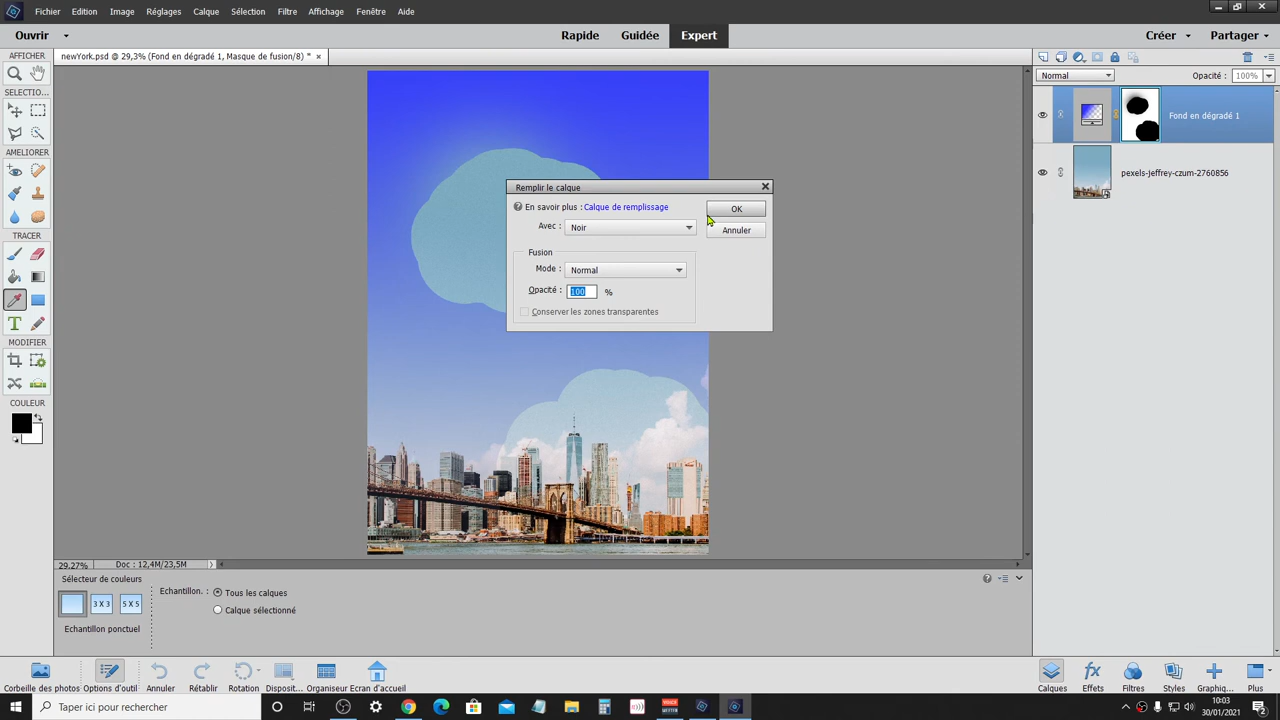 Fichier Edition Image Réglages Calque Sélection Filtre Affichage Fenêtre Aide
Ouvrir Rapide Guidée Expert Créer Partager
AFFICHER newYork.psd @ 29,3% (Fond en dégradé 1, Masque de fusion/8) * ×
Normal Opacité : 100%
SELECTIO...
Fond en dégradé 1
AMELIORER
pexels-jeffrey-czum-2760856
Remplir le calque
En savoir plus : Calque de remplissage OK
Avec : Noir Annuler
TRACER
Fusion
Mode : Normal
Opacité : 100 %
Conserver les zones transparentes
MODIFIER
COULEUR
29,27% Doc : 12,4M/23,5M
Sélecteur de couleurs
Echantillon. : Tous les calques
3 X 3 5 X 5
Calque sélectionné
Echantillon ponctuel
Corbeille des photos Options d'outil Annuler Rétablir Rotation Disposit... Organiseur Ecran d'accueil Calques Effets Filtres Styles Graphiq... Plus
Taper ici pour rechercher
10:03
30/01/2021